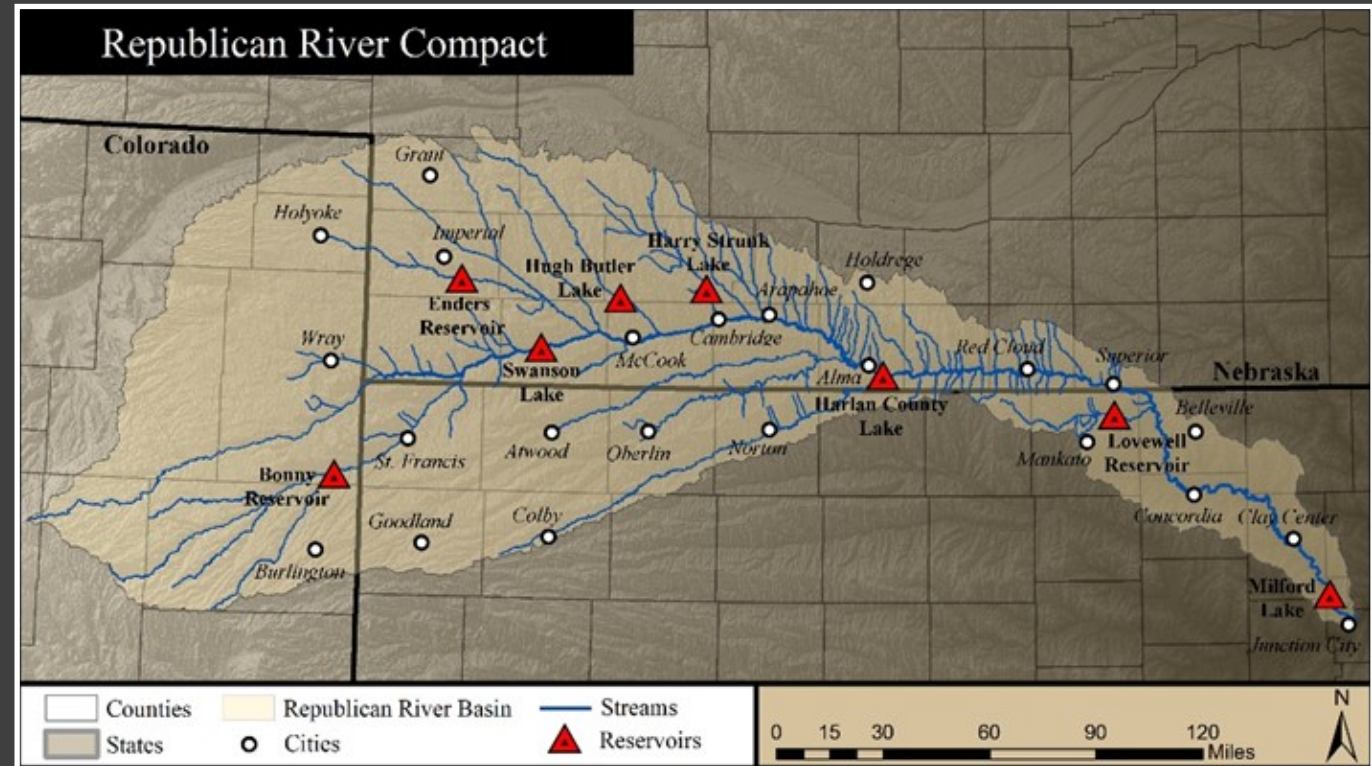 Republican River Compact
Colorado
Grant
Holyoke
Imperial
Harry Strunk
Lake
Hugh Butler
Lake
Holdrege
Enders
Reservoir
Arapahoe
Wray
McCook
Cambridge
Red Cloud
Superior
Swanson
Lake
Alma
Nebraska
Harlan County
Lake
Belleville
St. Francis
Atwood
Oberlin
Norton
Mankato
Lovewell
Reservoir
Bonny
Reservoir
Goodland
Colby
Concordia
Clay Center
Burlington
Milford
Lake
Junction City
Counties
Republican River Basin
Streams
States
Cities
Reservoirs
0 15 30 60 90 120
Miles
N